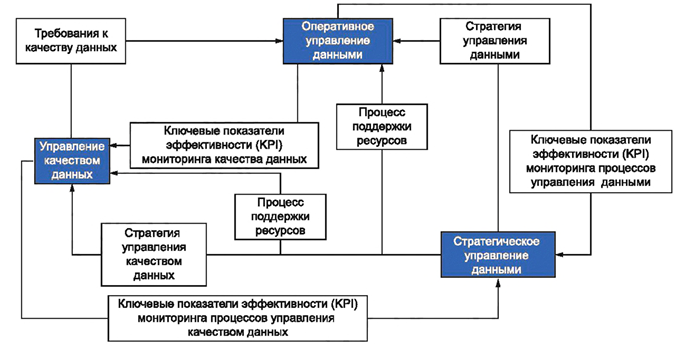 Требования к
качеству данных
Оперативное
управление
данными
Стратегия
управления
данными
Процесс
поддержки
ресурсов
Ключевые показатели
эффективности (KPI)
мониторинга качества данных
Ключевые показатели
эффективности (KPI)
мониторинга процессов
управления данными
Управление
качеством
данных
Процесс
поддержки
ресурсов
Стратегия
управления
качеством
данных
Стратегическое
управление
данными
Ключевые показатели эффективности (KPI)
мониторинга процессов управления
качеством данных